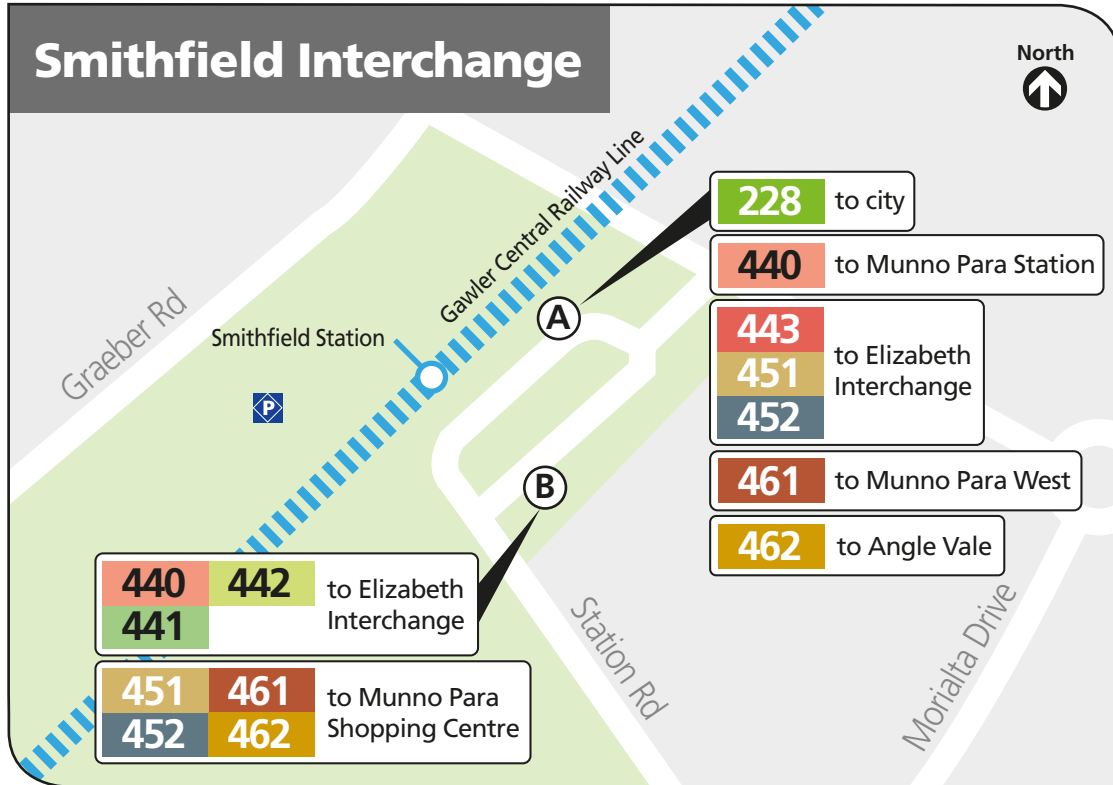 Smithfield Interchange
North
Gawler Central Railway Line
228 to city
440 to Munno Para Station
A
443
451
452
to Elizabeth
Interchange
Smithfield Station
Graeber Rd
P
461 to Munno Para West
B
462 to Angle Vale
440 442
441
to Elizabeth
Interchange
Station Rd
Morialta Drive
451 461
452 462
to Munno Para
Shopping Centre